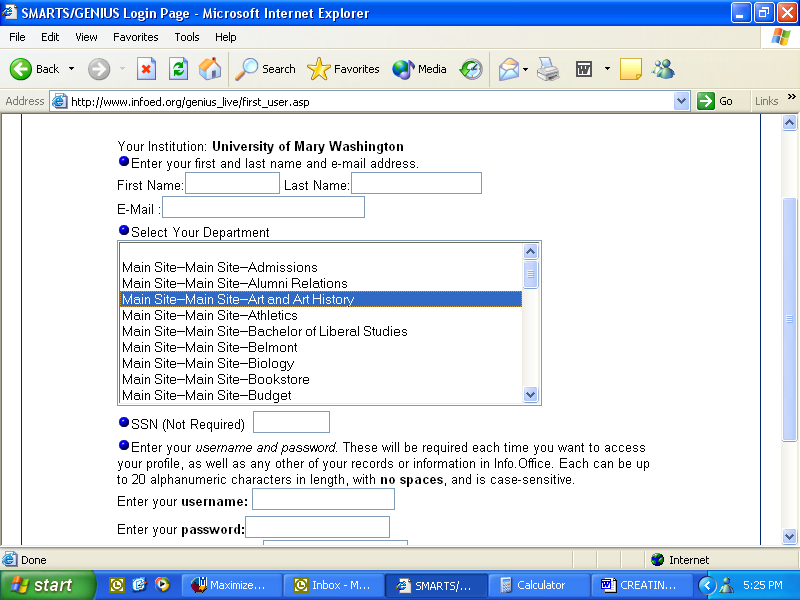 SMARTS/GENIUS Login Page - Microsoft Internet Explorer
File Edit View Favorites Tools Help
Back Search Favorites Media
Address http://www.infoed.org/genius_live/first_user.asp Go Links »
Your Institution: University of Mary Washington
Enter your first and last name and e-mail address.
First Name: Last Name:
E-Mail :
Select Your Department
Main Site--Main Site--Admissions
Main Site--Main Site--Alumni Relations
Main Site--Main Site--Art and Art History
Main Site--Main Site--Athletics
Main Site--Main Site--Bachelor of Liberal Studies
Main Site--Main Site--Belmont
Main Site--Main Site--Biology
Main Site--Main Site--Bookstore
Main Site--Main Site--Budget
SSN (Not Required)
Enter your username and password. These will be required each time you want to access
your profile, as well as any other of your records or information in Info.Office. Each can be up
to 20 alphanumeric characters in length, with no spaces, and is case-sensitive.
Enter your username:
Enter your password:
Done Internet
start Maximize... Inbox - M... SMARTS/... Calculator CREATIN... 5:25 PM